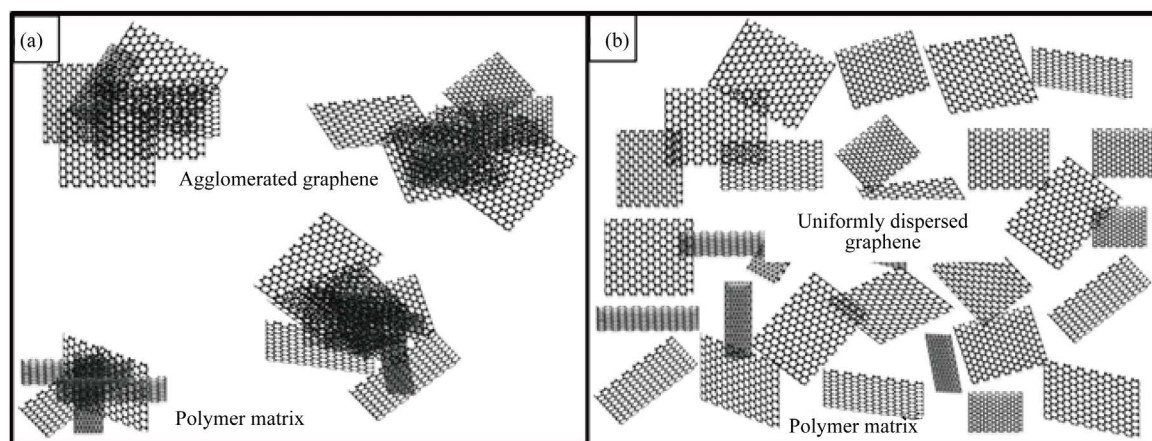 (a)
Agglomerated graphene
Polymer matrix
(b)
Uniformly dispersed
graphene
Polymer matrix